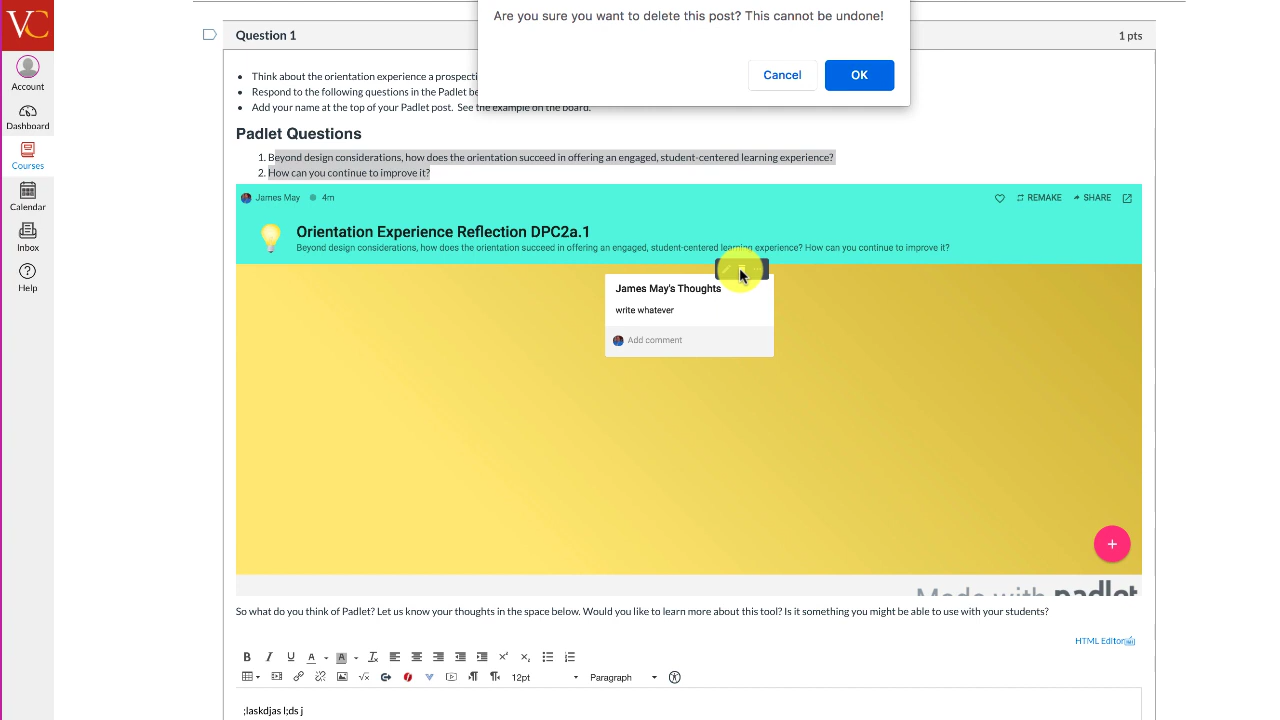 Are you sure you want to delete this post? This cannot be undone!
Cancel
OK
VC
Account
Dashboard
Courses
Calendar
Inbox
Help
Question 1
1 pts
Think about the orientation experience a prospecti
Respond to the following questions in the Padlet be
Add your name at the top of your Padlet post. See the example on the board.
Padlet Questions
1. Beyond design considerations, how does the orientation succeed in offering an engaged, student-centered learning experience?
2. How can you continue to improve it?
James May 4m
REMAKE
SHARE
Orientation Experience Reflection DPC2a.1
Beyond design considerations, how does the orientation succeed in offering an engaged, student-centered learning experience? How can you continue to improve it?
James May's Thoughts
write whatever
Add comment
+
Made with padlet
So what do you think of Padlet? Let us know your thoughts in the space below. Would you like to learn more about this tool? Is it something you might be able to use with your students?
HTML Editor
B I U A A
12pt
Paragraph
;laskdjas l;ds j